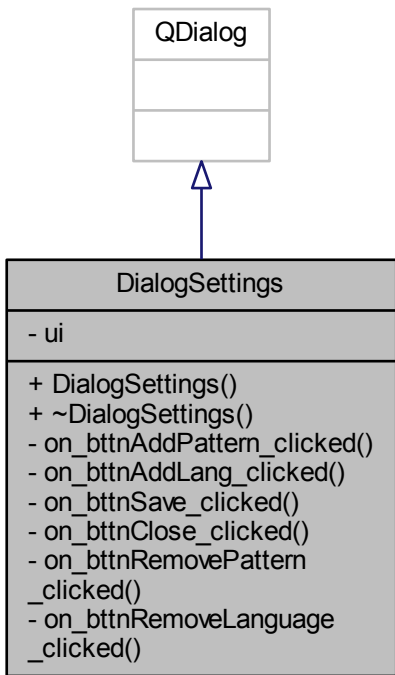 QDialog
DialogSettings
- ui
+ DialogSettings()
+ ~DialogSettings()
- on_bttnAddPattern_clicked()
- on_bttnAddLang_clicked()
- on_bttnSave_clicked()
- on_bttnClose_clicked()
- on_bttnRemovePattern
_clicked()
- on_bttnRemoveLanguage
_clicked()